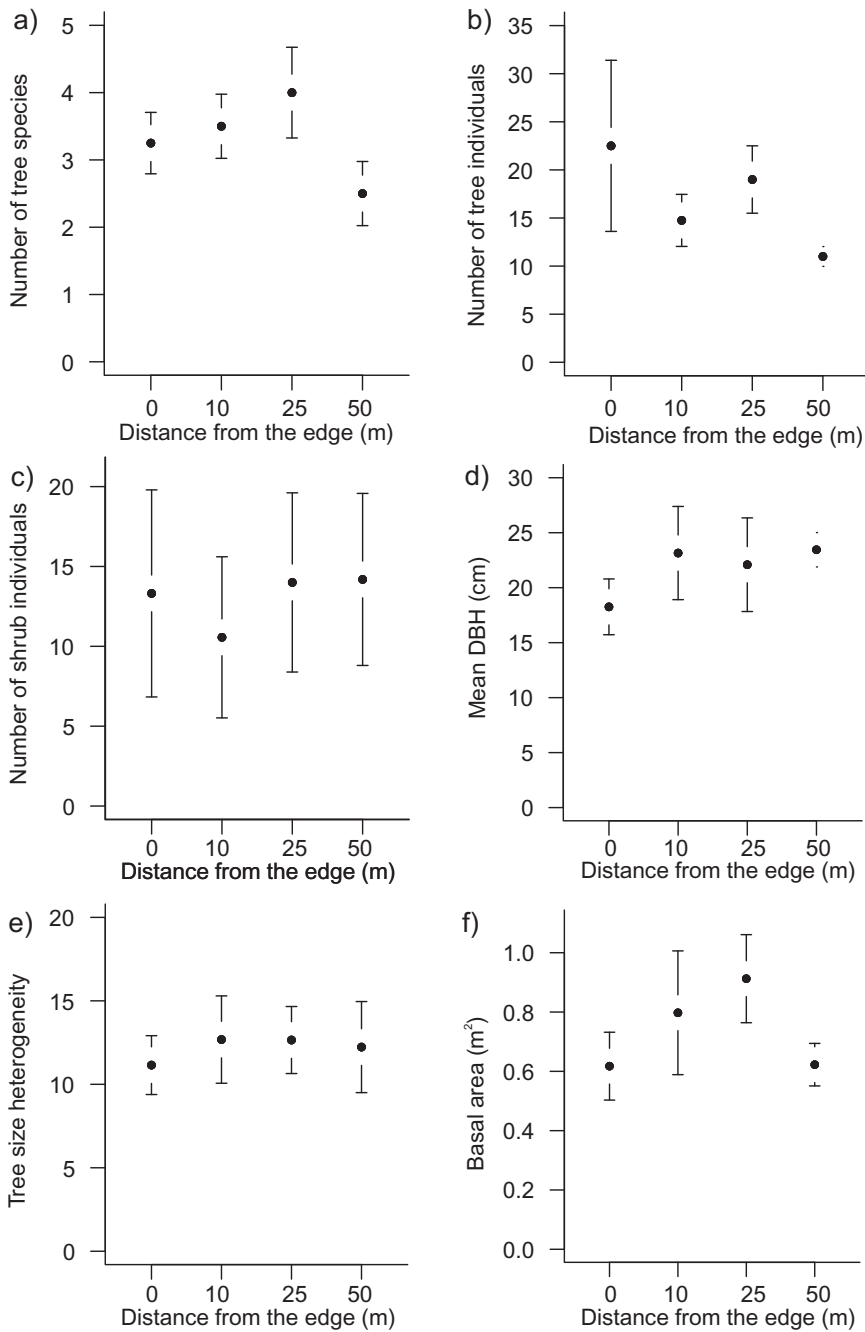 a)
Number of tree species
5
4
3
2
1
0
0 10 25 50
Distance from the edge (m)
b)
Number of tree individuals
35
30
25
20
15
10
5
0
0 10 25 50
Distance from the edge (m)
c)
Number of shrub individuals
20
15
10
5
0
0 10 25 50
Distance from the edge (m)
d)
Mean DBH (cm)
30
25
20
15
10
5
0
0 10 25 50
Distance from the edge (m)
e)
Tree size heterogeneity
20
15
10
5
0
0 10 25 50
Distance from the edge (m)
f)
Basal area (m²)
1.0
0.8
0.6
0.4
0.2
0.0
0 10 25 50
Distance from the edge (m)